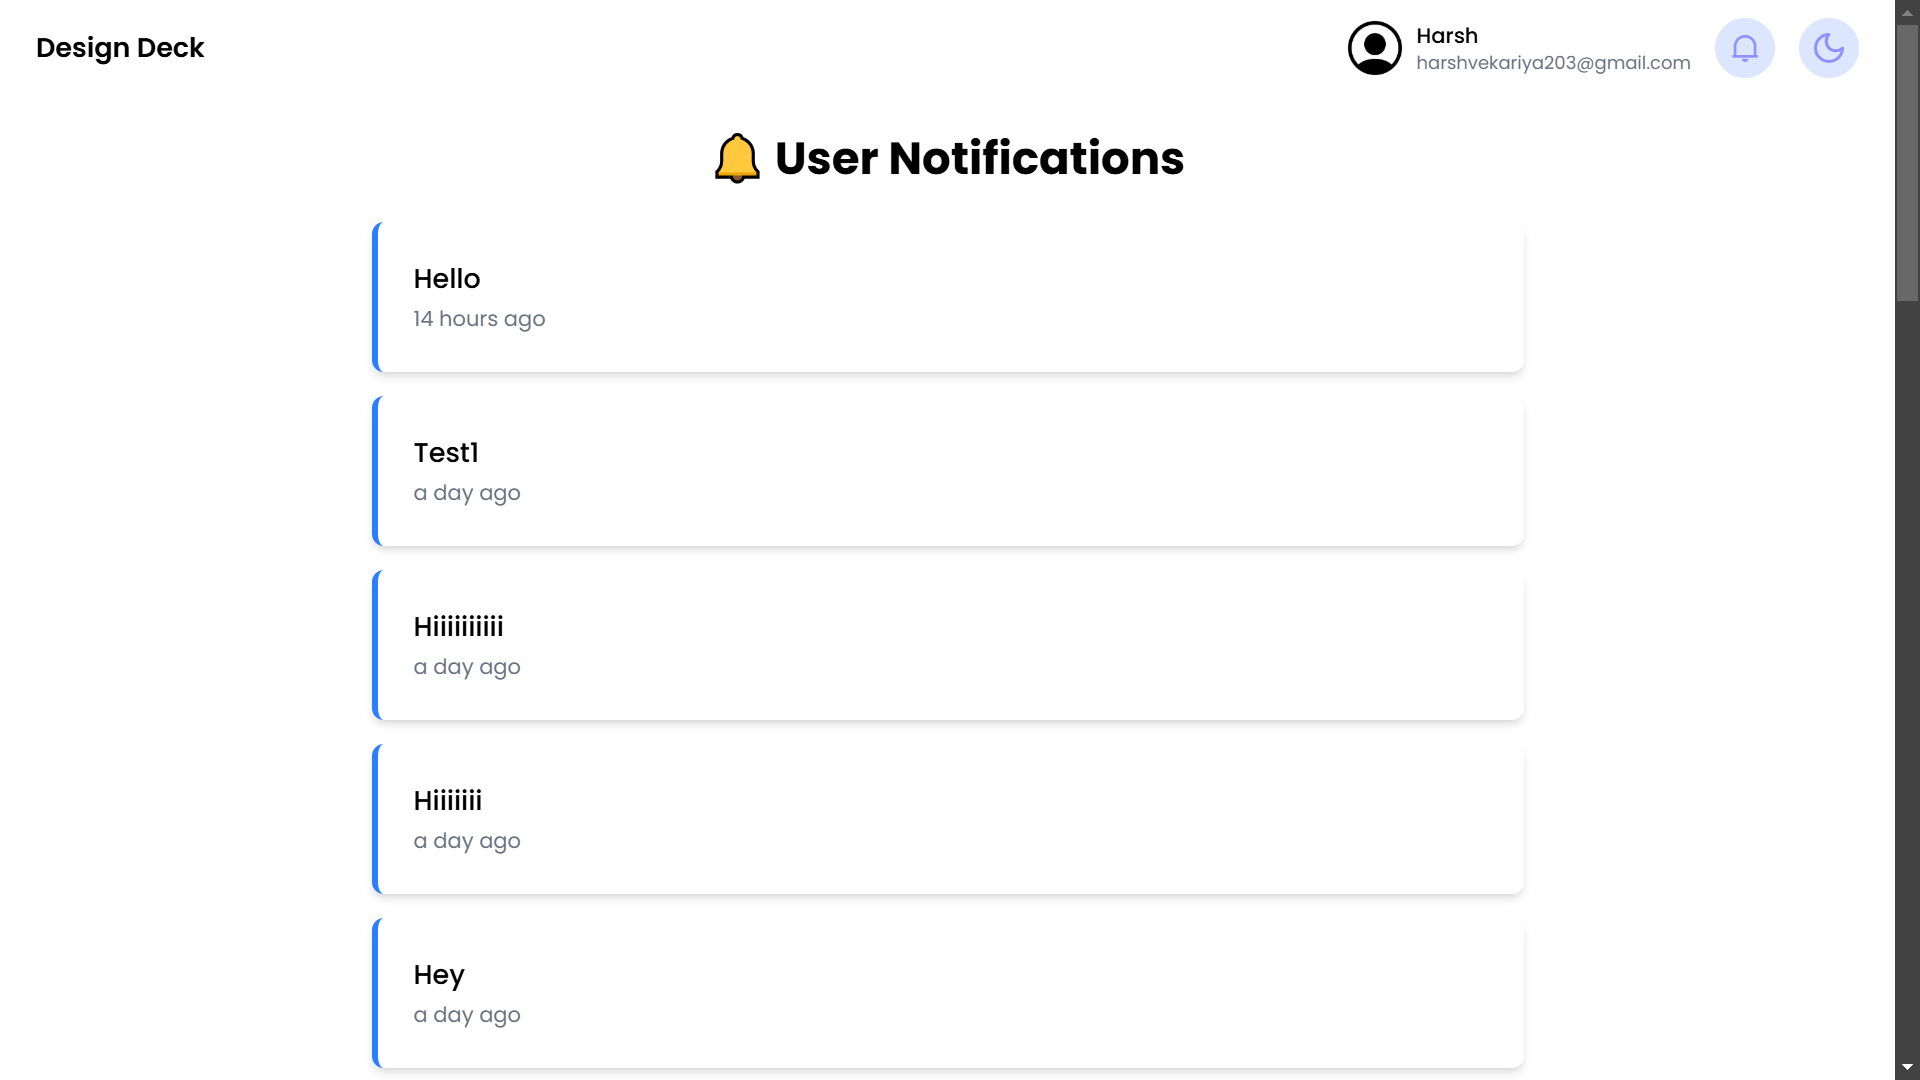 Design Deck
Harsh
harshvekariya203@gmail.com
🔔 User Notifications
Hello
14 hours ago
Test1
a day ago
Hiiiiiiiiii
a day ago
Hiiiiiii
a day ago
Hey
a day ago